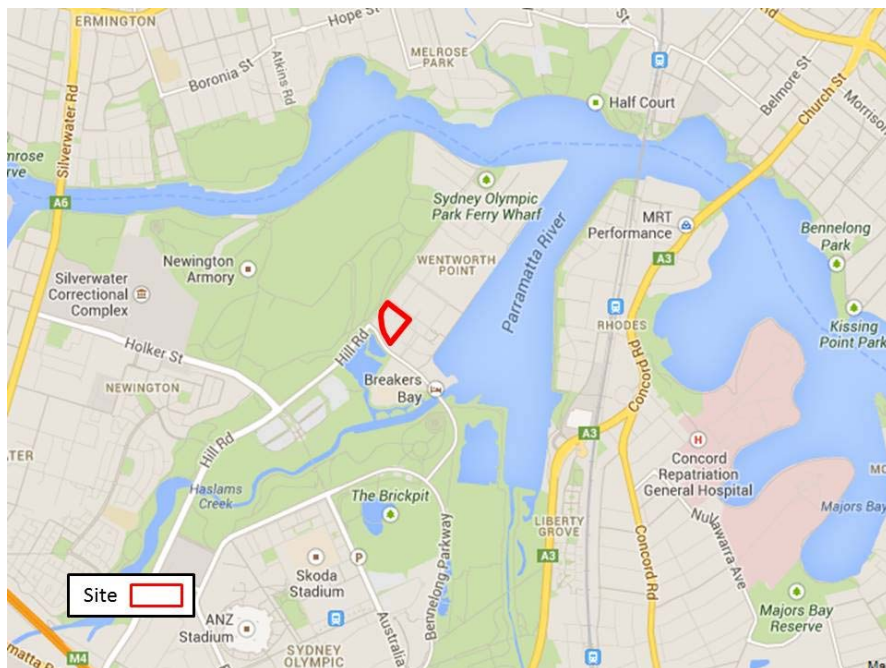 ERMINGTON
Hope St
Boronia St
Atkins Rd
MELROSE
PARK
Silverwater Rd
Half Court
Belmore St
Church St
Morrison
mrose
rve
A6
Sydney Olympic
Park Ferry Wharf
WENTWORTH
POINT
Parramatta River
MRT
Performance
A3
Bennelong
Park
Newington
Armory
Silverwater
Correctional
Complex
Holker St
Hill Rd
RHODES
Kissing
Point Park
Concord Rd
NEWINGTON
Breakers
Bay
Hill Rd
A3
Concord
Repatriation
General Hospital
ATER
Haslams
Creek
The Brickpit
Bennelong Parkway
LIBERTY
GROVE
A3
Concord Rd
Nullawarra Ave
Majors Bay
Site
Skoda
Stadium
P
H
ANZ
Stadium
SYDNEY
OLYMPIC
Australia
Majors Bay
Reserve
M4